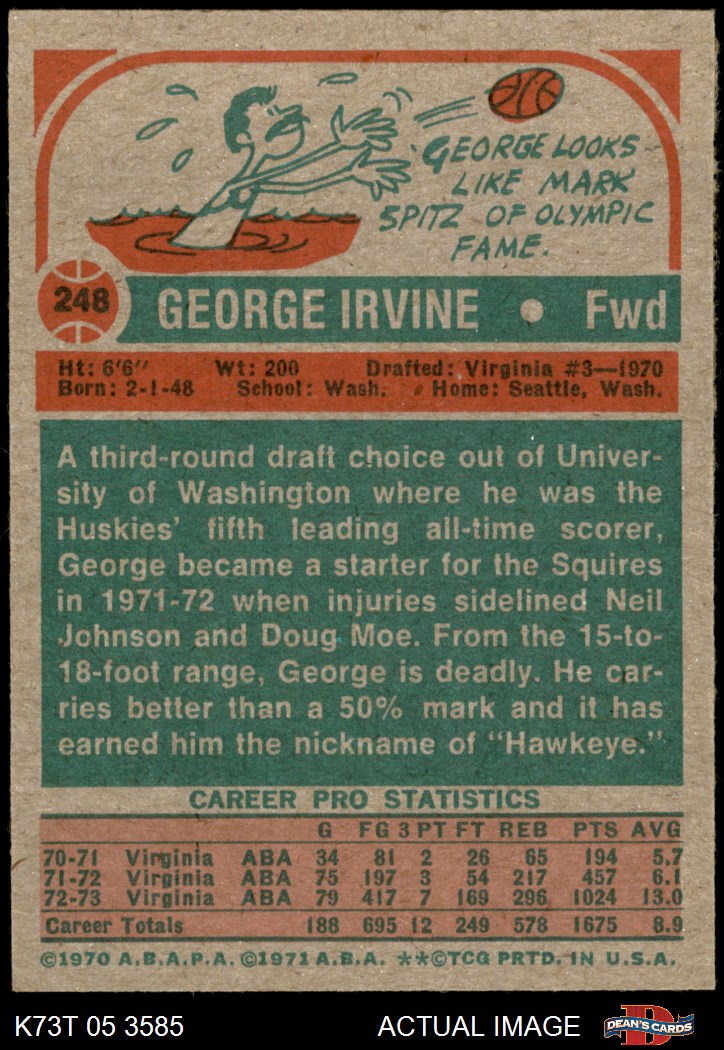 GEORGE LOOKS
LIKE MARK
SPITZ OF OLYMPIC
FAME.
248 GEORGE IRVINE • Fwd
Ht: 6'6" Wt: 200 Drafted: Virginia #3—1970
Born: 2-1-48 School: Wash. Home: Seattle, Wash.
A third-round draft choice out of Univer-
sity of Washington where he was the
Huskies' fifth leading all-time scorer,
George became a starter for the Squires
in 1971-72 when injuries sidelined Neil
Johnson and Doug Moe. From the 15-to-
18-foot range, George is deadly. He car-
ries better than a 50% mark and it has
earned him the nickname of "Hawkeye."
CAREER PRO STATISTICS
G FG 3 PT FT REB PTS AVG
70-71 Virginia ABA 34 81 2 26 65 194 5.7
71-72 Virginia ABA 75 197 3 54 217 457 6.1
72-73 Virginia ABA 79 417 7 169 296 1024 13.0
Career Totals 188 695 12 249 578 1675 8.9
©1970 A.B.A.P.A. ©1971 A.B.A. **©TCG PRTD. IN U.S.A.
K73T 05 3585 ACTUAL IMAGE D DEAN'S CARDS